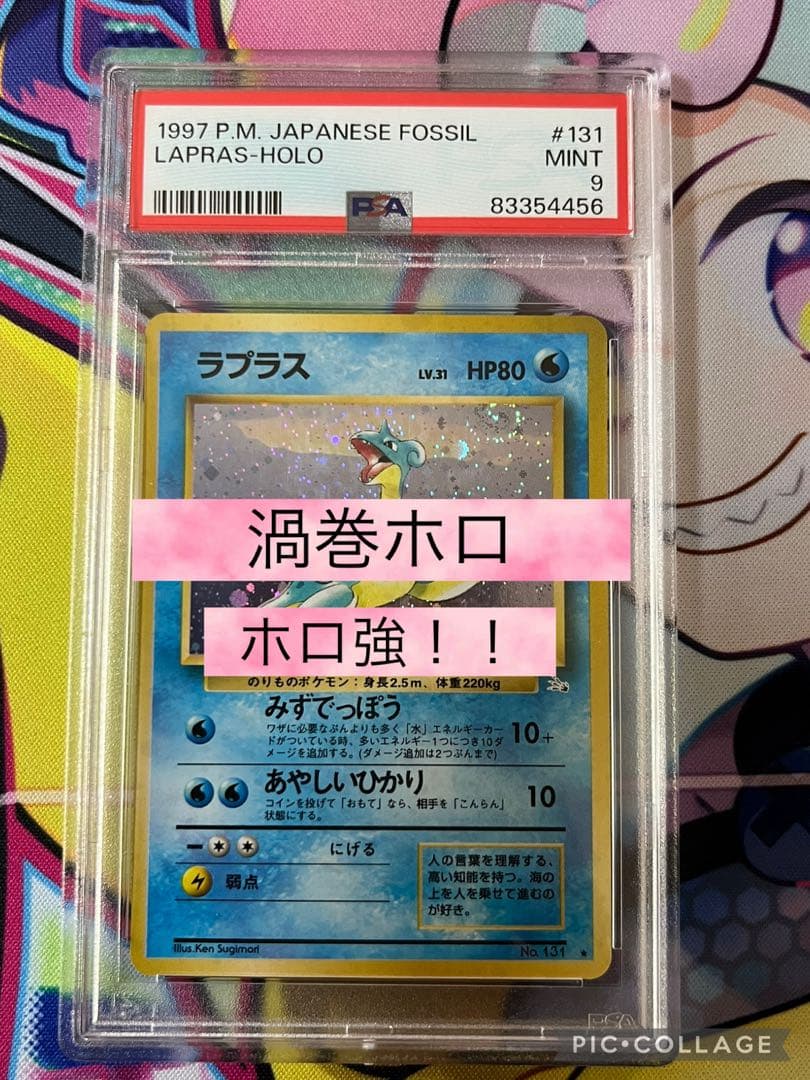 1997 P.M. JAPANESE FOSSIL #131
LAPRAS-HOLO MINT
9
PSA 83354456
ラプラス LV.31 HP80
渦巻ホロ
ホロ強！！
のりものポケモン：身長2.5m、体重220kg
みずでっぽう
ワザに必要なぶんよりも多く「水」エネルギーカー
ドがついている時、多いエネルギー1つにつき10ダ
メージを追加する。(ダメージ追加は2つぶんまで)
10+
あやしいひかり
コインを投げて「おもて」なら、相手を「こんらん」
状態にする。
10
にげる
弱点
人の言葉を理解する、
高い知能を持つ。海の
上を人を乗せて進むの
が好き。
Illus.Ken Sugimori No.131 ★
PSA
PIC•COLLAGE